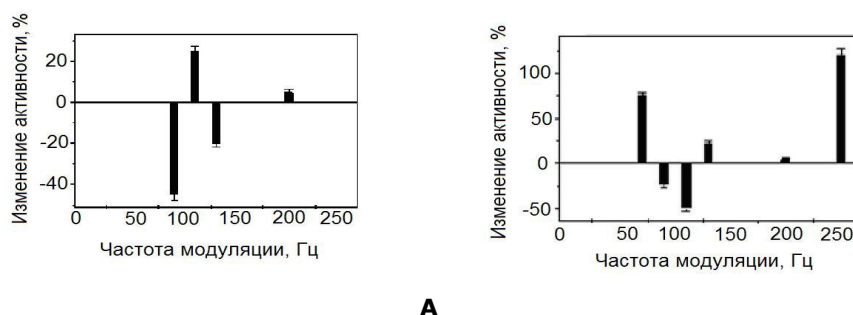 Изменение активности, %
20
0
-20
-40
0 50 100 150 200 250
Частота модуляции, Гц
Изменение активности, %
100
50
0
-50
0 50 100 150 200 250
Частота модуляции, Гц
А